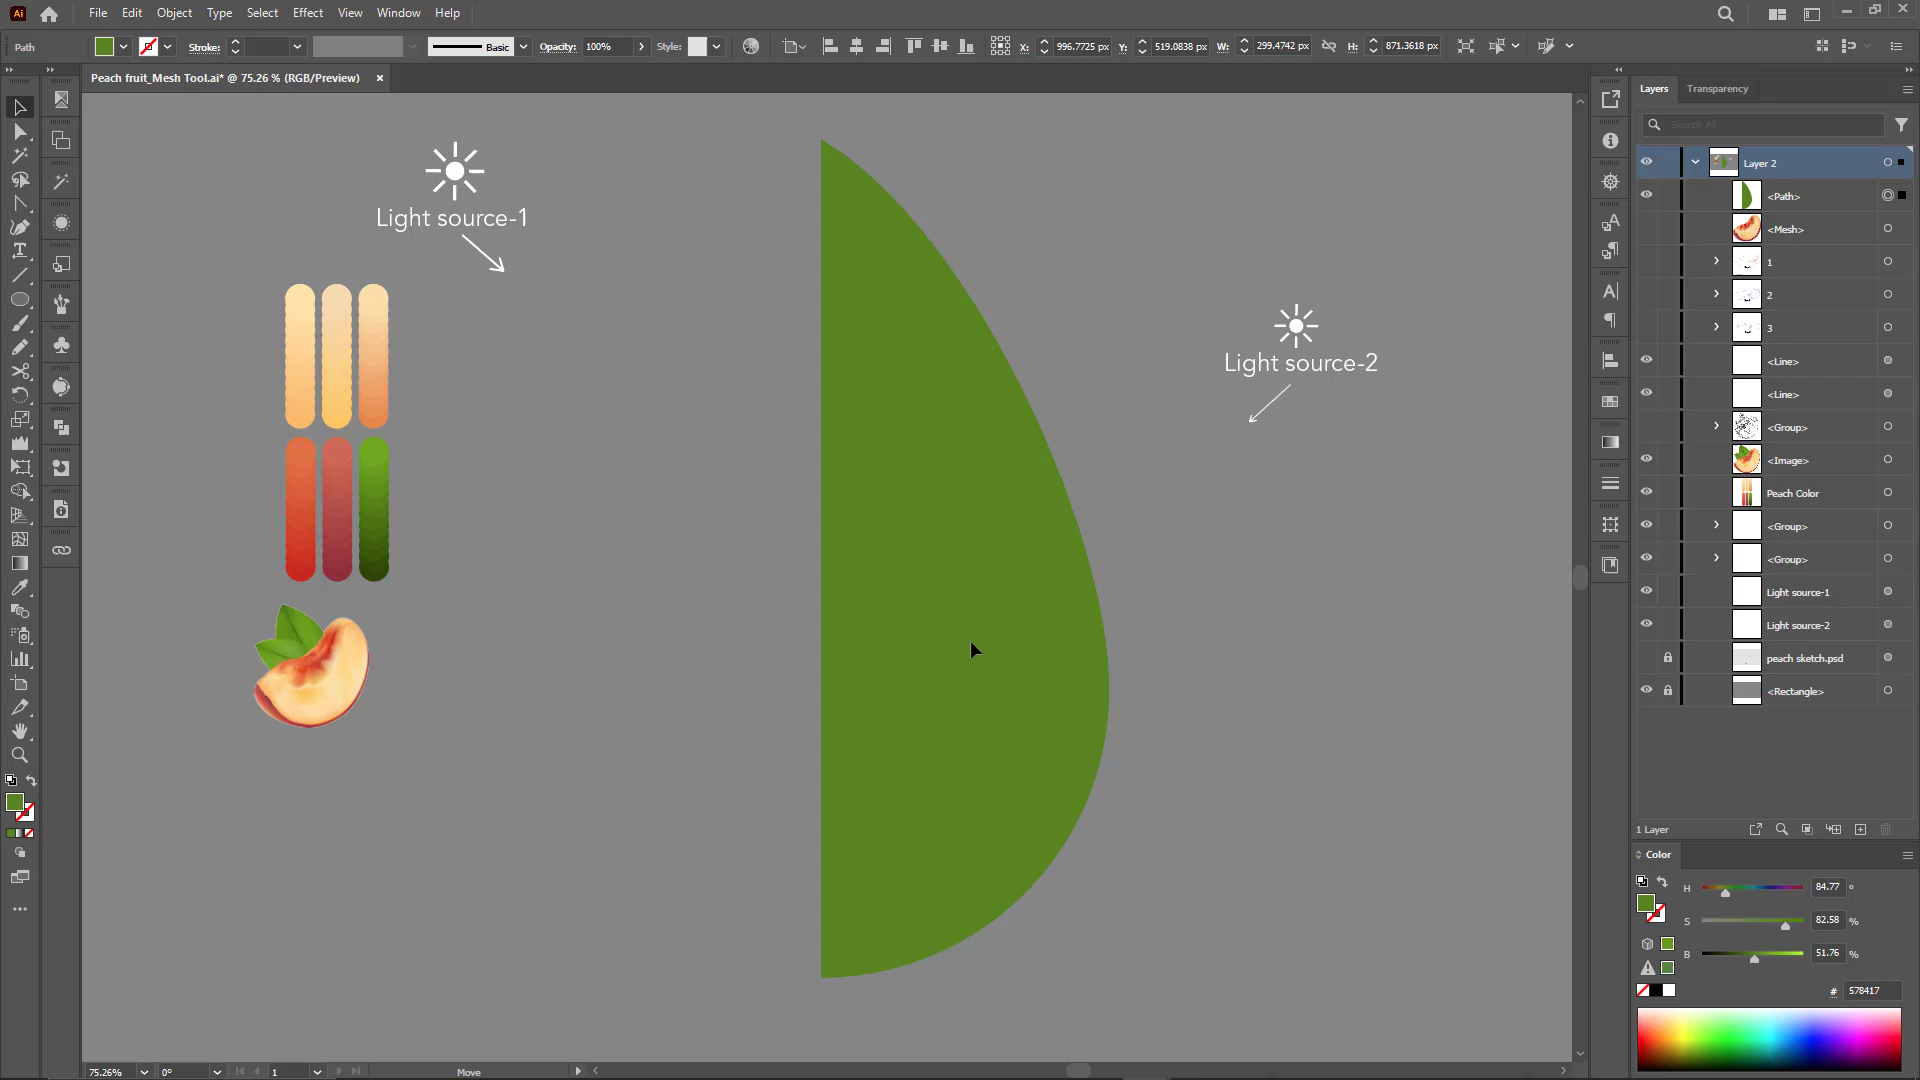 Ai File Edit Object Type Select Effect View Window Help
Path Stroke: Basic Opacity: 100% Style: X: 996.7725 px Y: 519.0838 px W: 299.4742 px H: 871.3618 px
Peach fruit_Mesh Tool.ai* @ 75.26 % (RGB/Preview) ×
Light source-1
Light source-2
Layers Transparency
Search All
Layer 2
<Path>
<Mesh>
1
2
3
<Line>
<Line>
<Group>
<Image>
Peach Color
<Group>
<Group>
Light source-1
Light source-2
peach sketch.psd
<Rectangle>
1 Layer
Color
H 84.77 °
S 82.58 %
B 51.76 %
# 578417
75.26% 0° 1 Move